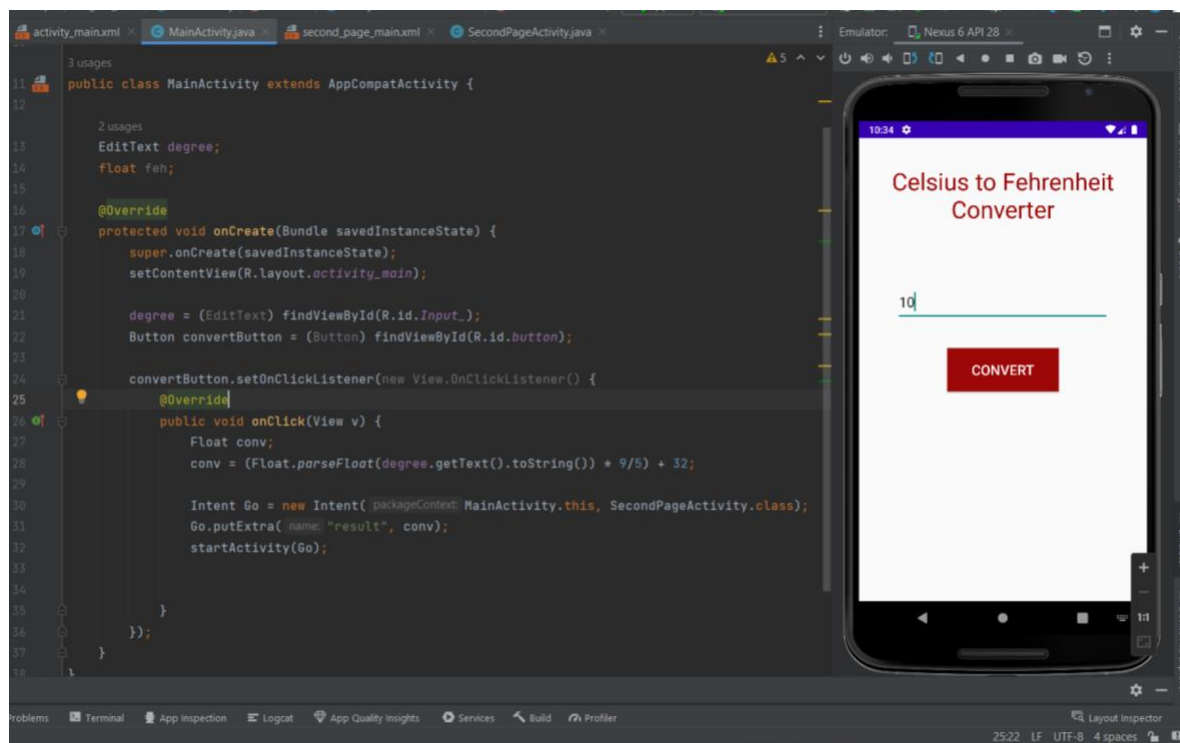 activity_main.xml MainActivity.java second_page_main.xml SecondPageActivity.java
Emulator: Nexus 6 API 28
3 usages
5
11 public class MainActivity extends AppCompatActivity {
12
2 usages
13 EditText degree;
14 float feh;
15
16 @Override
17 protected void onCreate(Bundle savedInstanceState) {
18 super.onCreate(savedInstanceState);
19 setContentView(R.layout.activity_main);
20
21 degree = (EditText) findViewById(R.id.Input_);
22 Button convertButton = (Button) findViewById(R.id.button);
23
24 convertButton.setOnClickListener(new View.OnClickListener() {
25 @Override
26 public void onClick(View v) {
27 Float conv;
28 conv = (Float.parseFloat(degree.getText().toString()) * 9/5) + 32;
29
30 Intent Go = new Intent( packageContext: MainActivity.this, SecondPageActivity.class);
31 Go.putExtra( name: "result", conv);
32 startActivity(Go);
33
34
35 }
36 });
37 }
38 }
10:34
Celsius to Fehrenheit
Converter
10
CONVERT
1:1
Problems Terminal App Inspection Logcat App Quality Insights Services Build Profiler
Layout Inspector
25:22 LF UTF-8 4 spaces